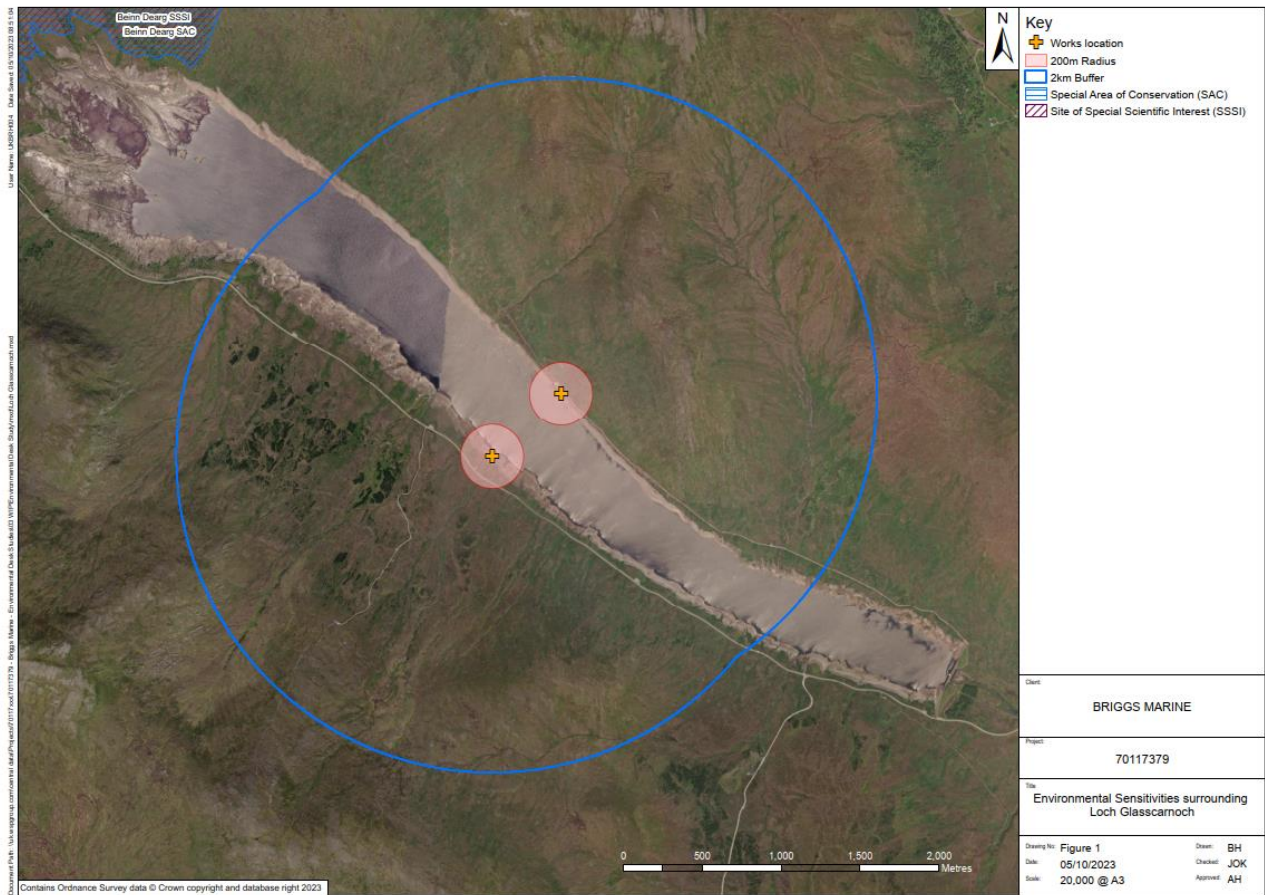 Beinn Dearg SSSI
Beinn Dearg SAC
N
Key
Works location
200m Radius
2km Buffer
Special Area of Conservation (SAC)
Site of Special Scientific Interest (SSSI)
Client
BRIGGS MARINE
Project
70117379
Title
Environmental Sensitivities surrounding
Loch Glasscarnoch
Drawing No: Figure 1
Drawn: BH
Date: 05/10/2023
Checked: JOK
Scale: 20,000 @ A3
Approved: AH
0 500 1,000 1,500 2,000
Metres
Contains Ordnance Survey data © Crown copyright and database right 2023